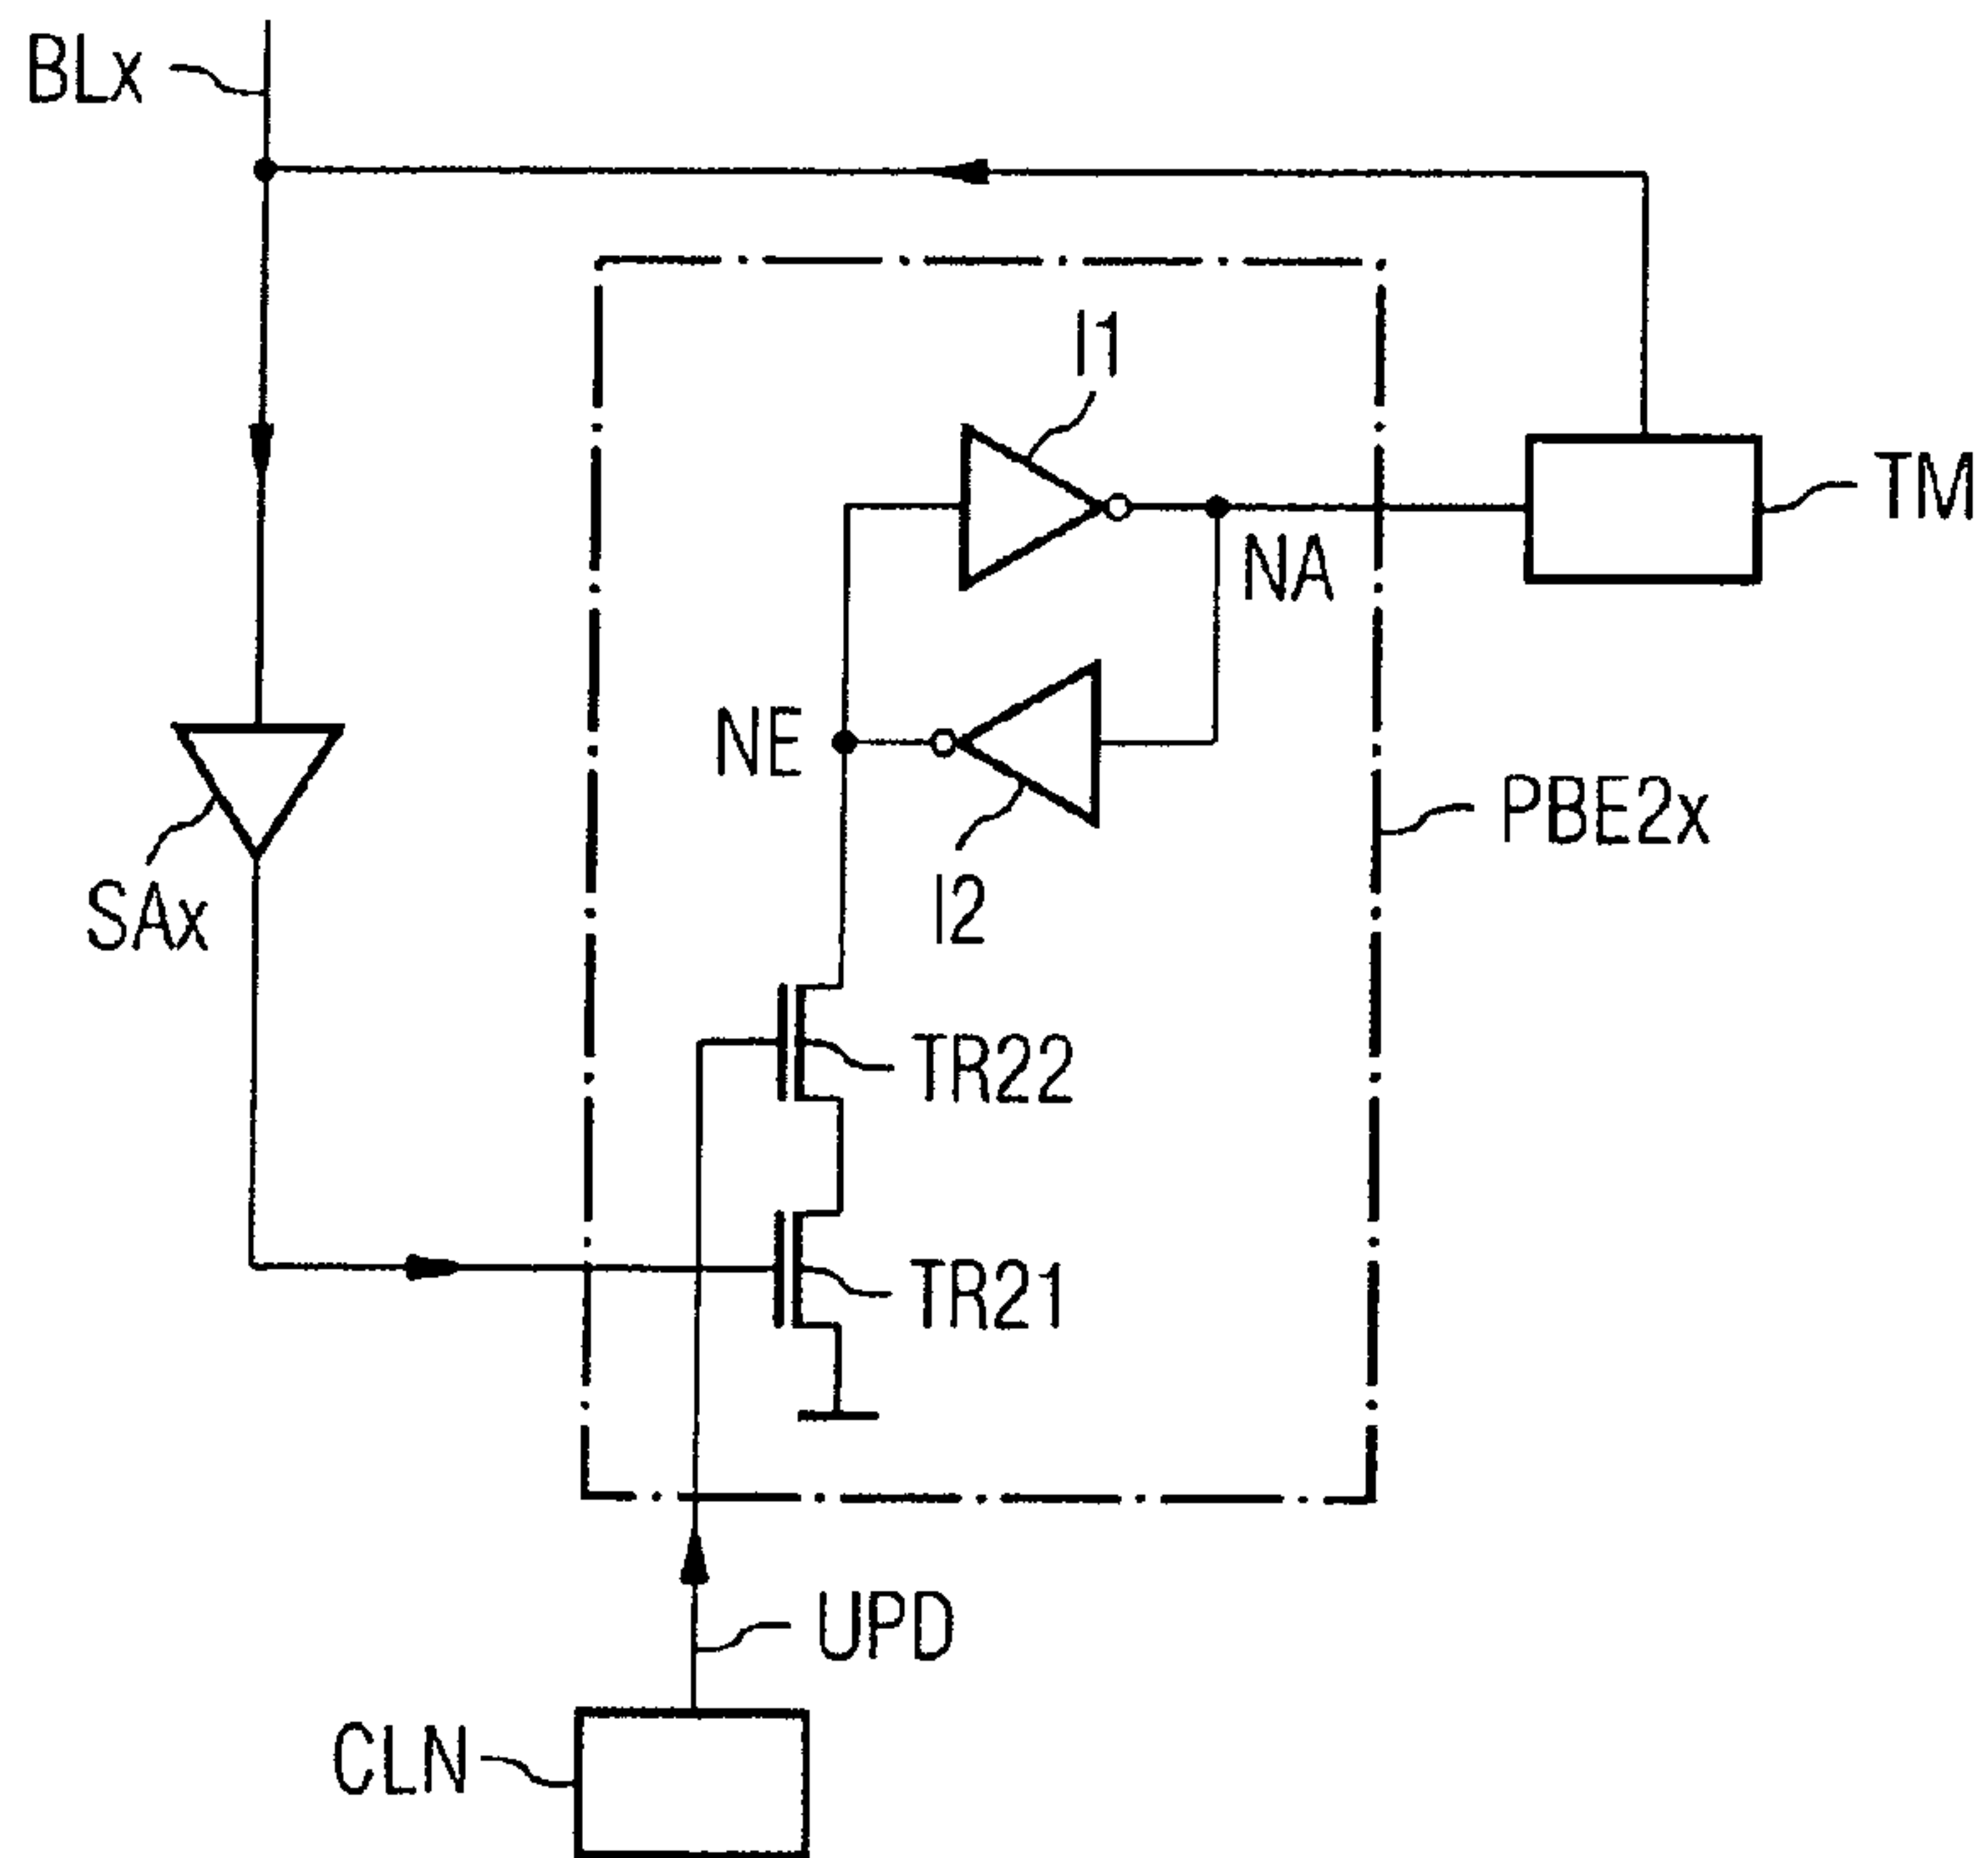 BLx
I1
TM
NA
NE
PBE2x
I2
SAx
TR22
TR21
UPD
CLN